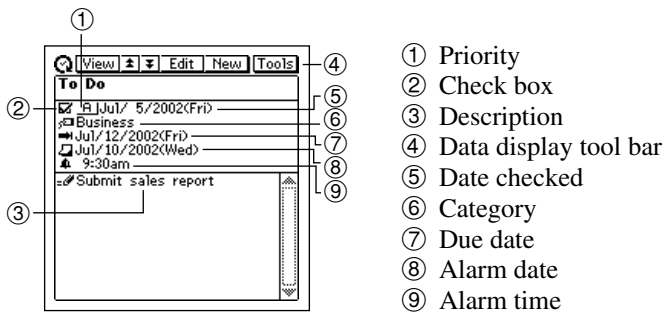 ①
View Edit New Tools
④
To Do
② A Jul/ 5/2002(Fri) ⑤
Business ⑥
Jul/12/2002(Fri) ⑦
Jul/10/2002(Wed) ⑧
9:30am ⑨
③ Submit sales report
① Priority
② Check box
③ Description
④ Data display tool bar
⑤ Date checked
⑥ Category
⑦ Due date
⑧ Alarm date
⑨ Alarm time